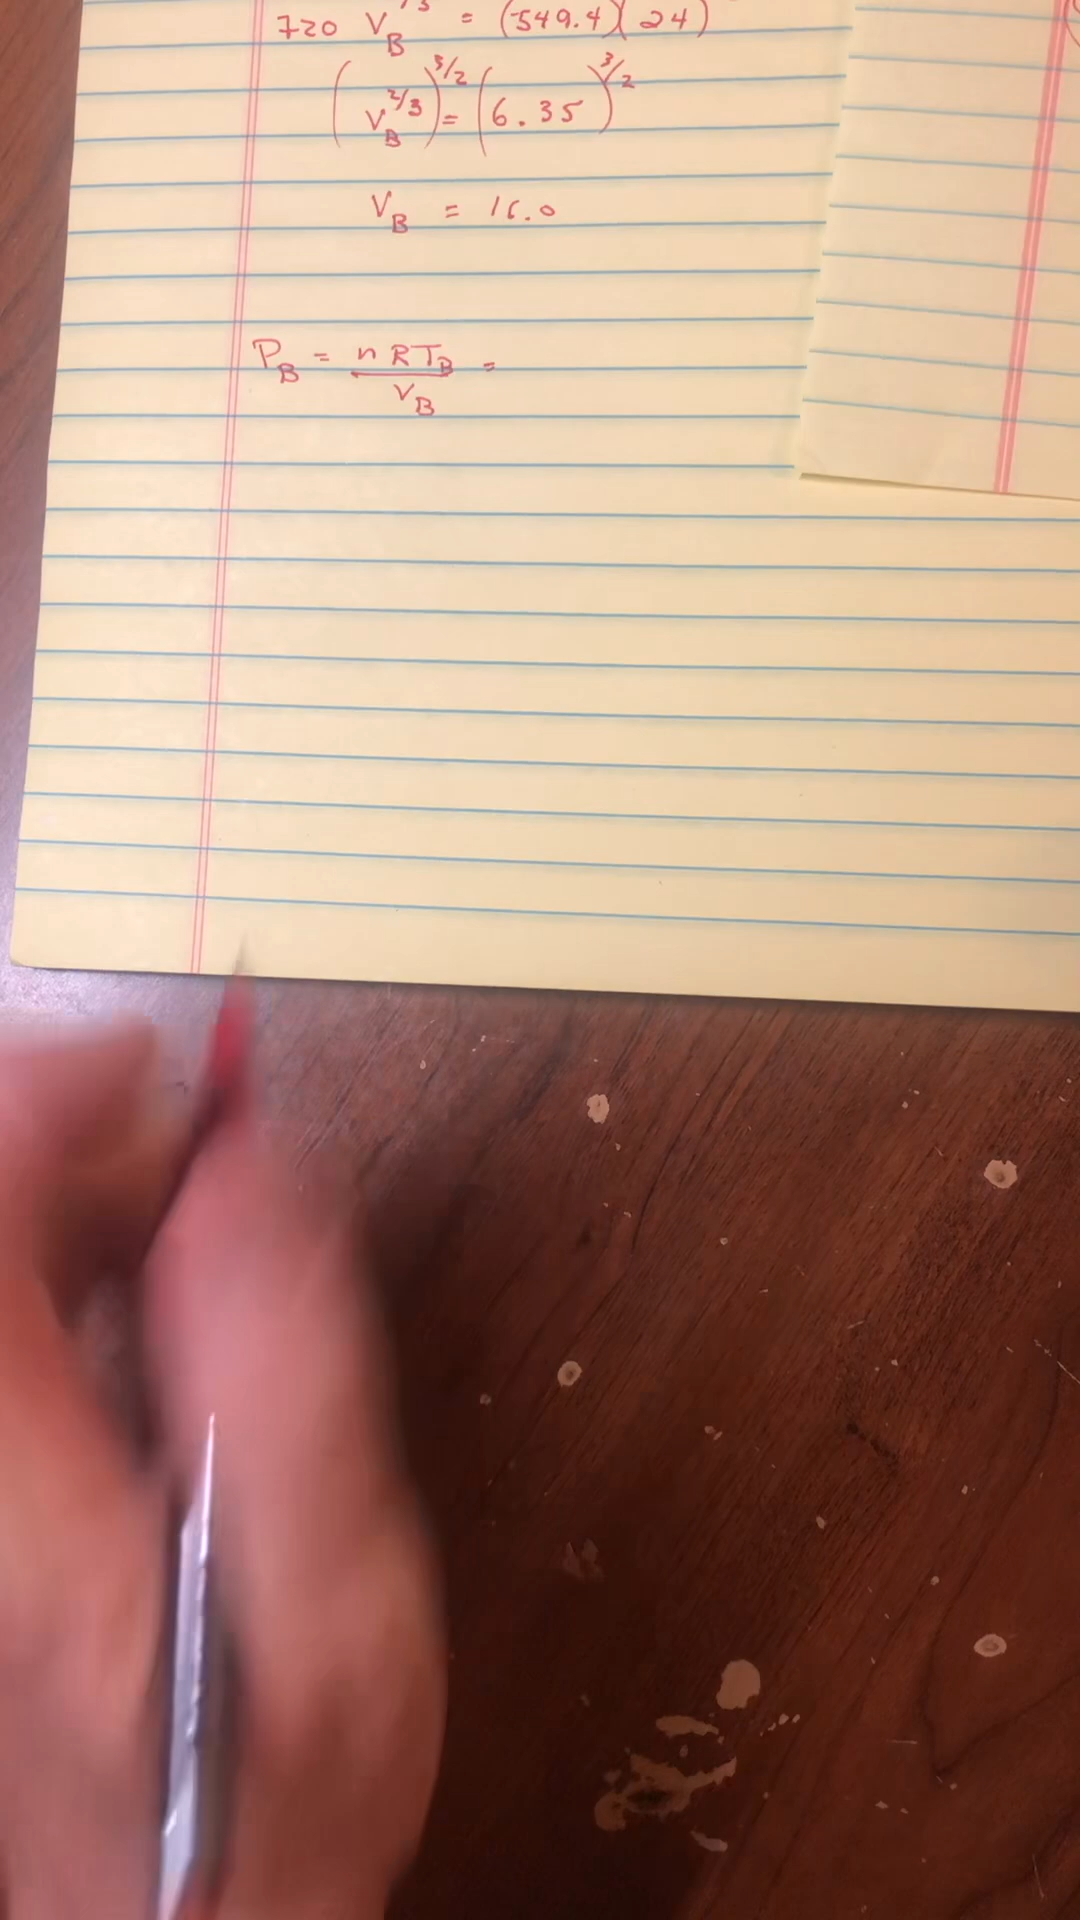 720 V_B^{2/3} = (549.4)(24)
(V_B^{2/3})^{3/2} = (6.35)^{3/2}
V_B = 16.0
P_B = nRT_B / V_B =